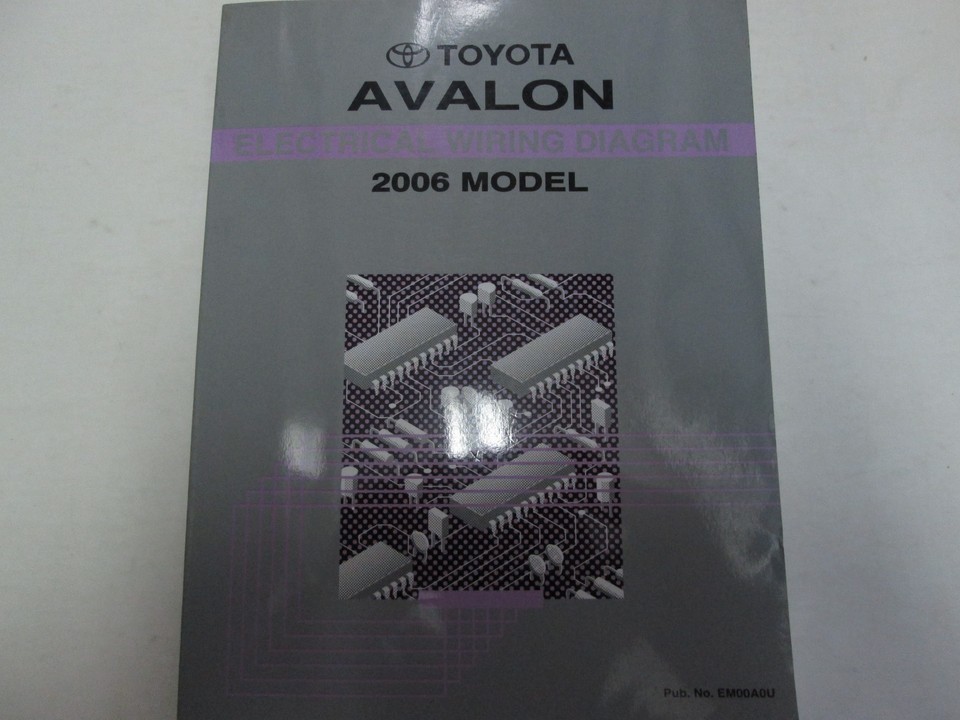 TOYOTA
AVALON
ELECTRICAL WIRING DIAGRAM
2006 MODEL
Pub. No. EM00A0U